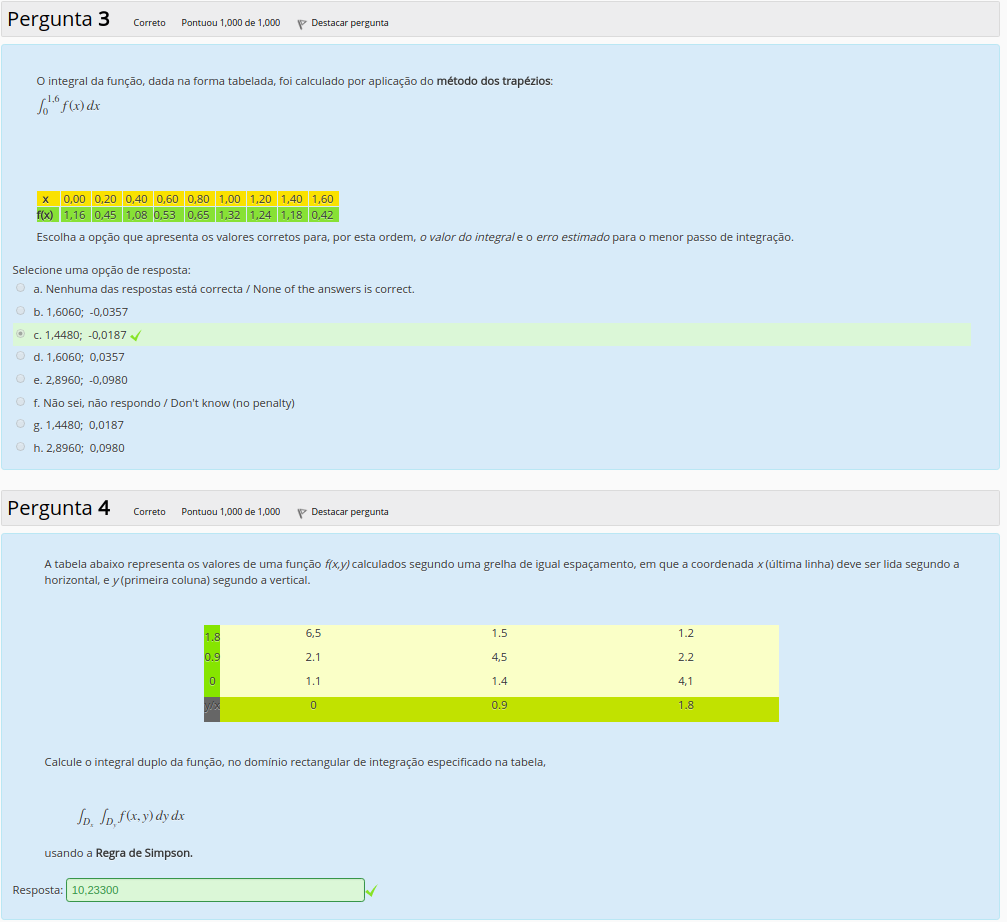 Pergunta 3 Correto Pontuou 1,000 de 1,000 Destacar pergunta
O integral da função, dada na forma tabelada, foi calculado por aplicação do método dos trapézios:
∫₀^1,6 f(x) dx
x 0,00 0,20 0,40 0,60 0,80 1,00 1,20 1,40 1,60
f(x) 1,16 0,45 1,08 0,53 0,65 1,32 1,24 1,18 0,42
Escolha a opção que apresenta os valores corretos para, por esta ordem, o valor do integral e o erro estimado para o menor passo de integração.
Selecione uma opção de resposta:
a. Nenhuma das respostas está correcta / None of the answers is correct.
b. 1,6060; -0,0357
c. 1,4480; -0,0187
d. 1,6060; 0,0357
e. 2,8960; -0,0980
f. Não sei, não respondo / Don't know (no penalty)
g. 1,4480; 0,0187
h. 2,8960; 0,0980
Pergunta 4 Correto Pontuou 1,000 de 1,000 Destacar pergunta
A tabela abaixo representa os valores de uma função f(x,y) calculados segundo uma grelha de igual espaçamento, em que a coordenada x (última linha) deve ser lida segundo a
horizontal, e y (primeira coluna) segundo a vertical.
1.8 6,5 1.5 1.2
0.9 2.1 4,5 2.2
0 1.1 1.4 4,1
y/x 0 0.9 1.8
Calcule o integral duplo da função, no domínio rectangular de integração especificado na tabela,
∫_Dx ∫_Dy f(x, y) dy dx
usando a Regra de Simpson.
Resposta: 10,23300